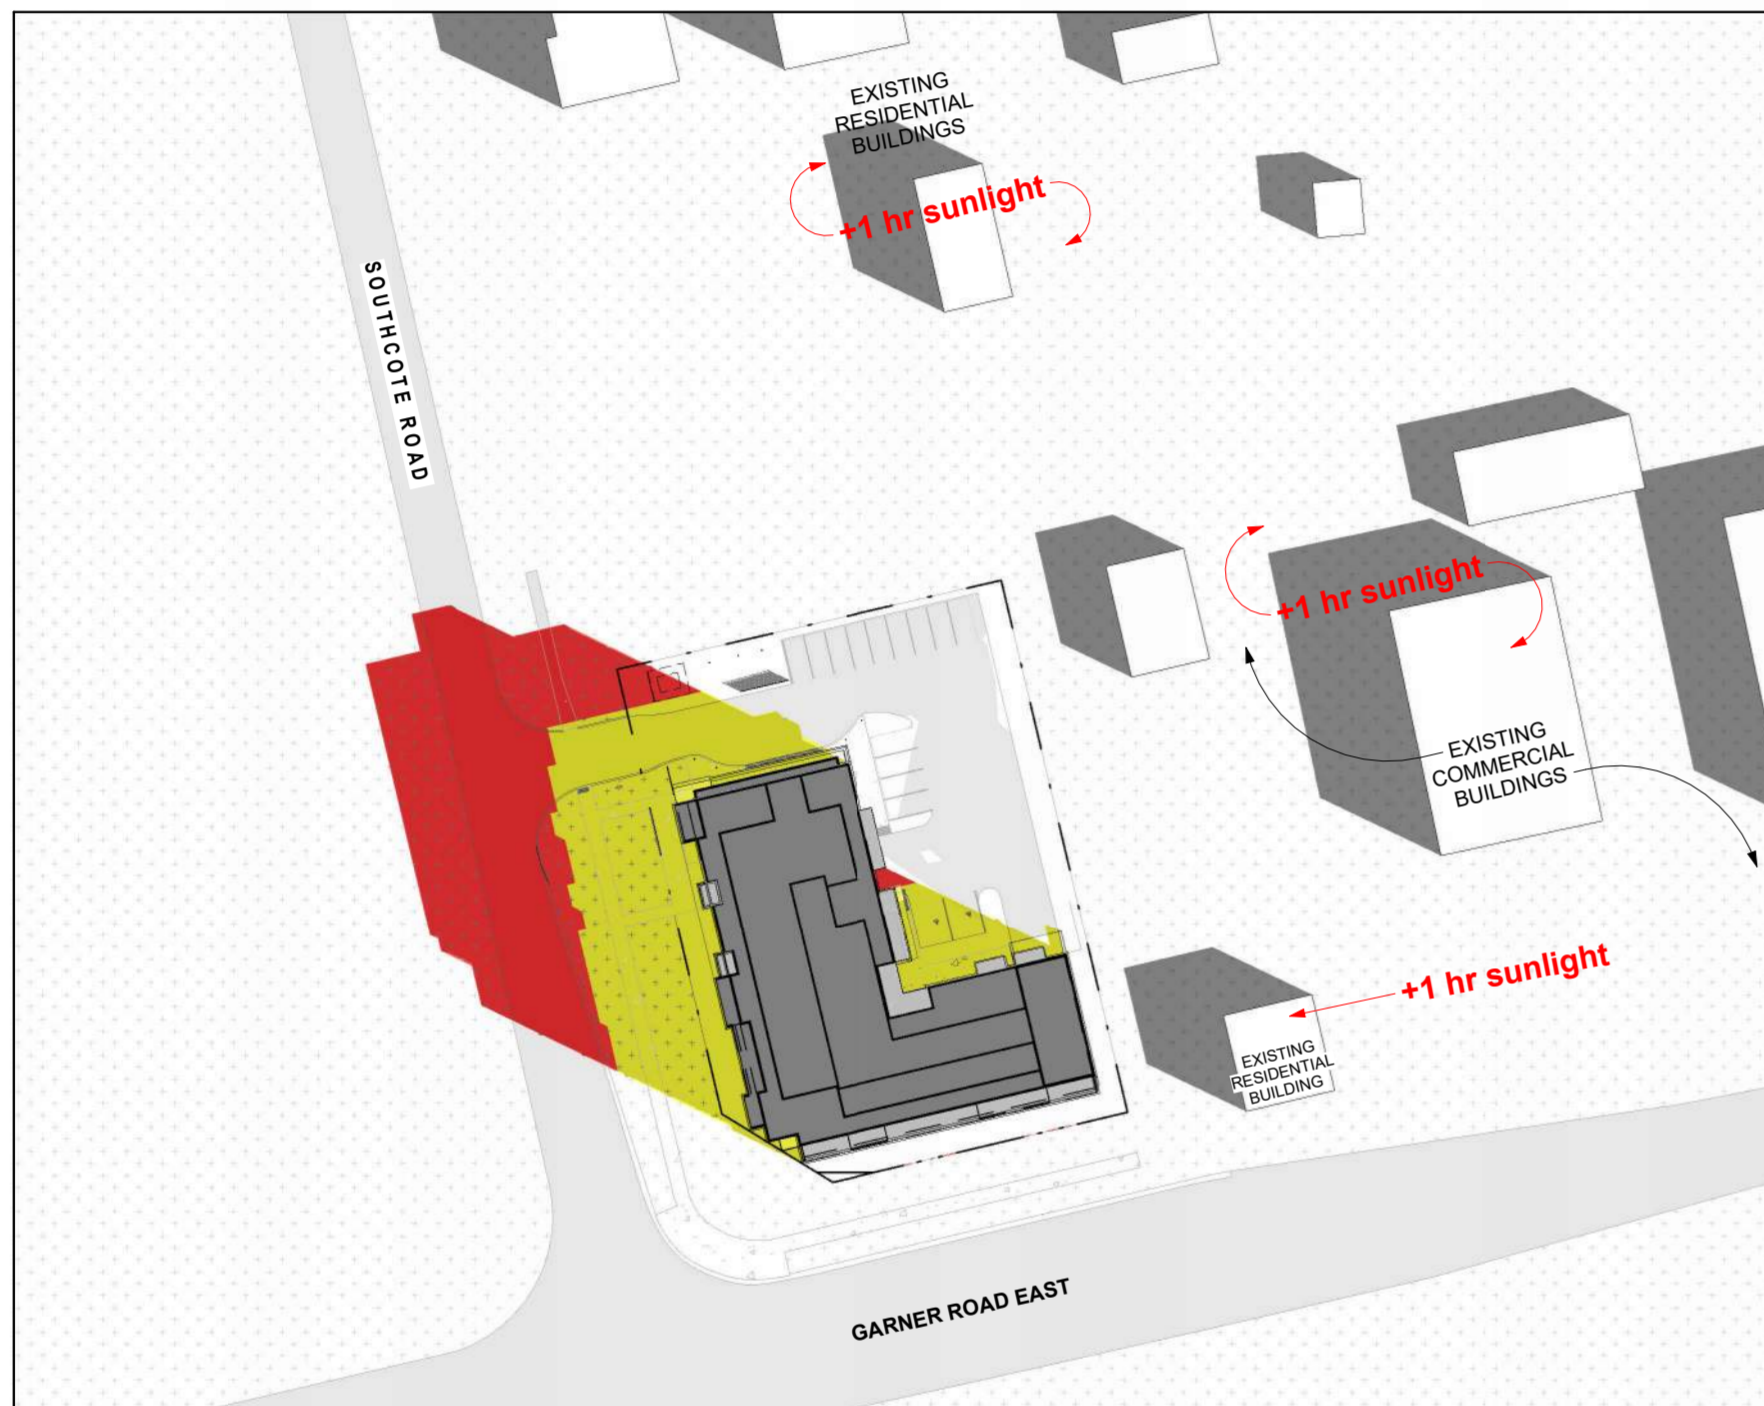 EXISTING
RESIDENTIAL
BUILDINGS
+1 hr sunlight
SOUTHCOTE ROAD
+1 hr sunlight
EXISTING
COMMERCIAL
BUILDINGS
+1 hr sunlight
EXISTING
RESIDENTIAL
BUILDING
GARNER ROAD EAST